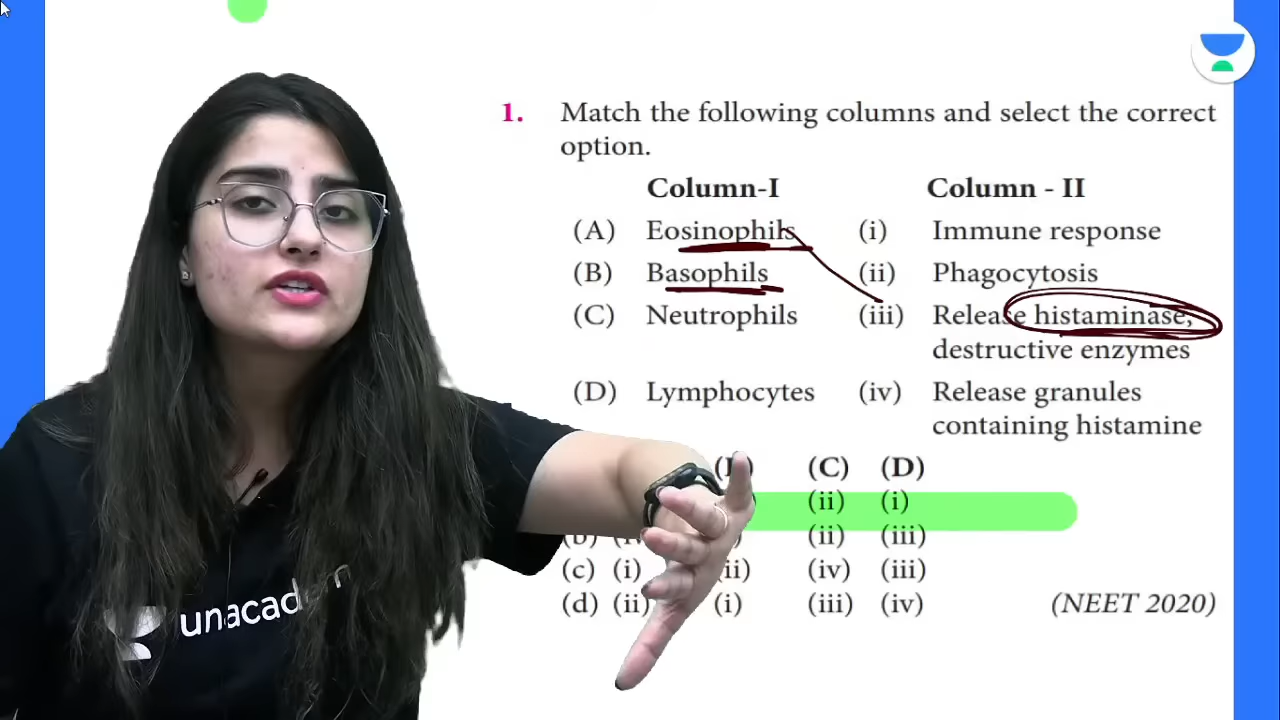 1. Match the following columns and select the correct
option.
Column-I Column - II
(A) Eosinophils (i) Immune response
(B) Basophils (ii) Phagocytosis
(C) Neutrophils (iii) Release histaminase,
destructive enzymes
(D) Lymphocytes (iv) Release granules
containing histamine
(C) (D)
(ii) (i)
(b) (ii) (iii)
(c) (i) (ii) (iv) (iii)
(d) (ii) (i) (iii) (iv) (NEET 2020)
unacadem